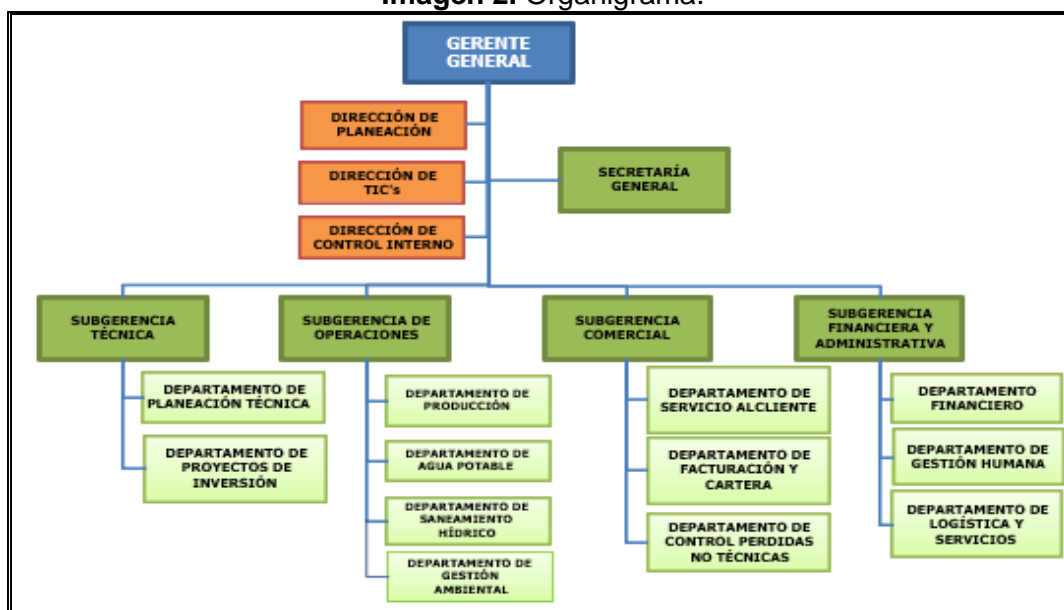 Imagen 2. Organigrama.
GERENTE
GENERAL
DIRECCIÓN DE
PLANEACIÓN
DIRECCIÓN DE
TIC's
SECRETARÍA
GENERAL
DIRECCIÓN DE
CONTROL INTERNO
SUBGERENCIA
TÉCNICA
DEPARTAMENTO DE
PLANEACIÓN TÉCNICA
DEPARTAMENTO DE
PROYECTOS DE
INVERSIÓN
SUBGERENCIA DE
OPERACIONES
DEPARTAMENTO DE
PRODUCCIÓN
DEPARTAMENTO DE
AGUA POTABLE
DEPARTAMENTO DE
SANEAMIENTO
HÍDRICO
DEPARTAMENTO DE
GESTIÓN
AMBIENTAL
SUBGERENCIA
COMERCIAL
DEPARTAMENTO DE
SERVICIO ALCLIENTE
DEPARTAMENTO DE
FACTURACIÓN Y
CARTERA
DEPARTAMENTO DE
CONTROL PERDIDAS
NO TÉCNICAS
SUBGERENCIA
FINANCIERA Y
ADMINISTRATIVA
DEPARTAMENTO
FINANCIERO
DEPARTAMENTO DE
GESTIÓN HUMANA
DEPARTAMENTO DE
LOGÍSTICA Y
SERVICIOS